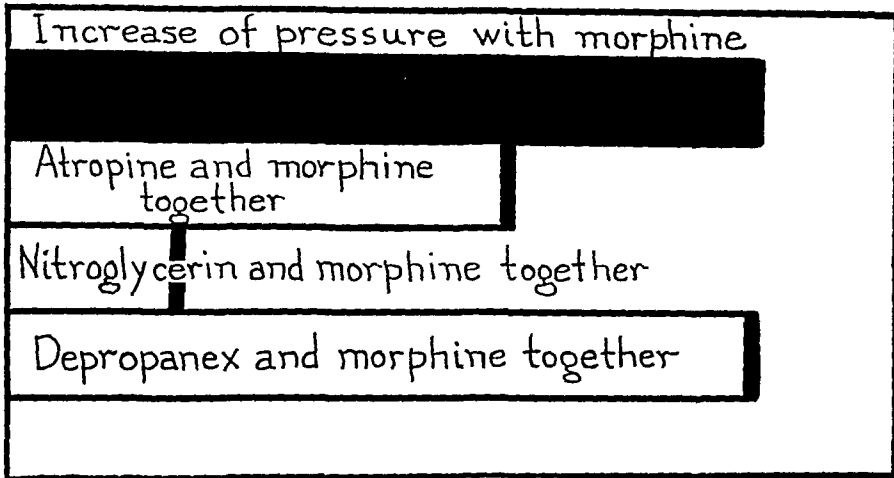 Increase of pressure with morphine
Atropine and morphine
together
Nitroglycerin and morphine together
Depropanex and morphine together